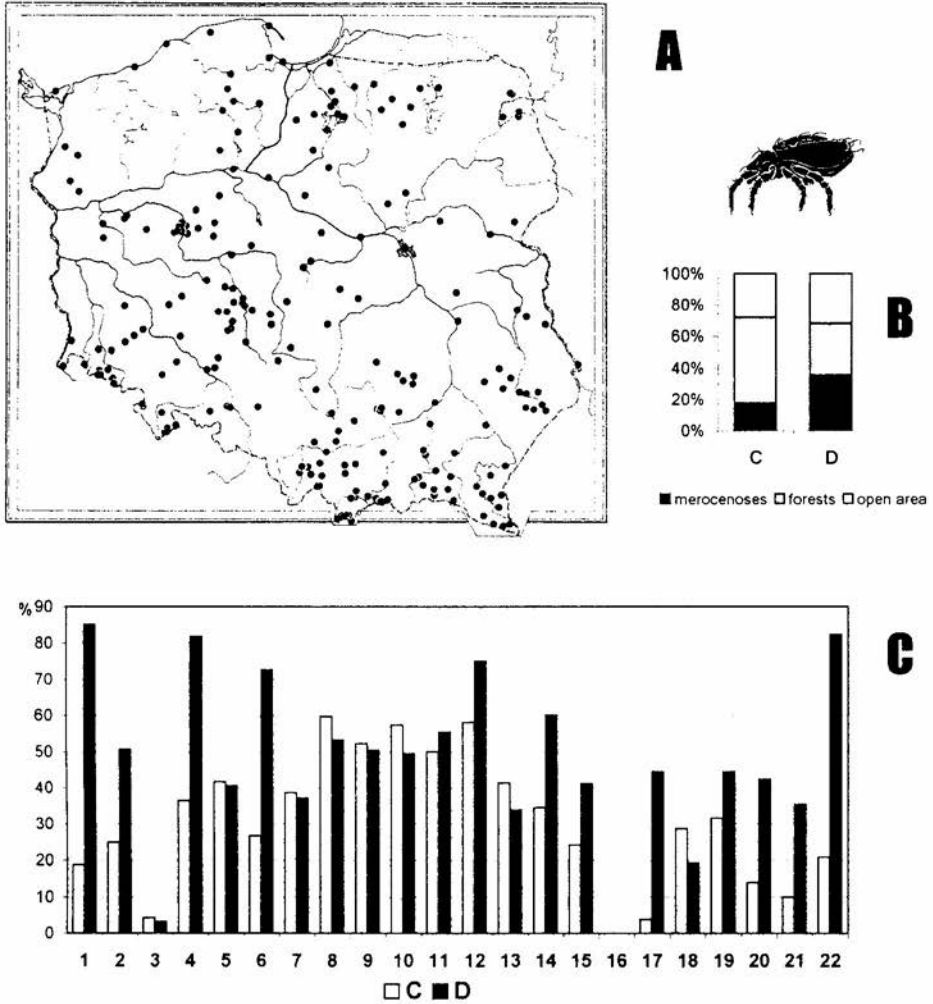 A
100%
80%
60%
40%
20%
0%
B
C D
■ merocenoses □ forests □ open area
% 90
80
70
60
50
40
30
20
10
0
C
1 2 3 4 5 6 7 8 9 10 11 12 13 14 15 16 17 18 19 20 21 22
□ C ■ D